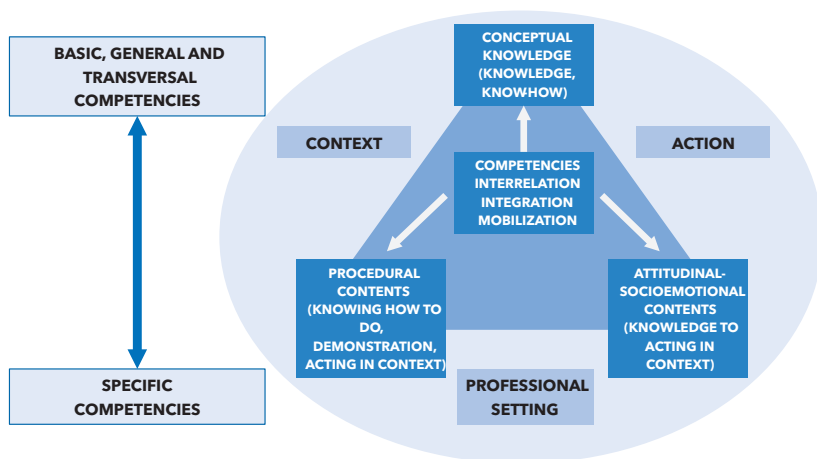 BASIC, GENERAL AND
TRANSVERSAL
COMPETENCIES
SPECIFIC
COMPETENCIES
CONCEPTUAL
KNOWLEDGE
(KNOWLEDGE,
KNOW-HOW)
CONTEXT
ACTION
COMPETENCIES
INTERRELATION
INTEGRATION
MOBILIZATION
PROCEDURAL
CONTENTS
(KNOWING HOW TO
DO,
DEMONSTRATION,
ACTING IN CONTEXT)
ATTITUDINAL-
SOCIOEMOTIONAL
CONTENTS
(KNOWLEDGE TO
ACTING IN
CONTEXT)
PROFESSIONAL
SETTING